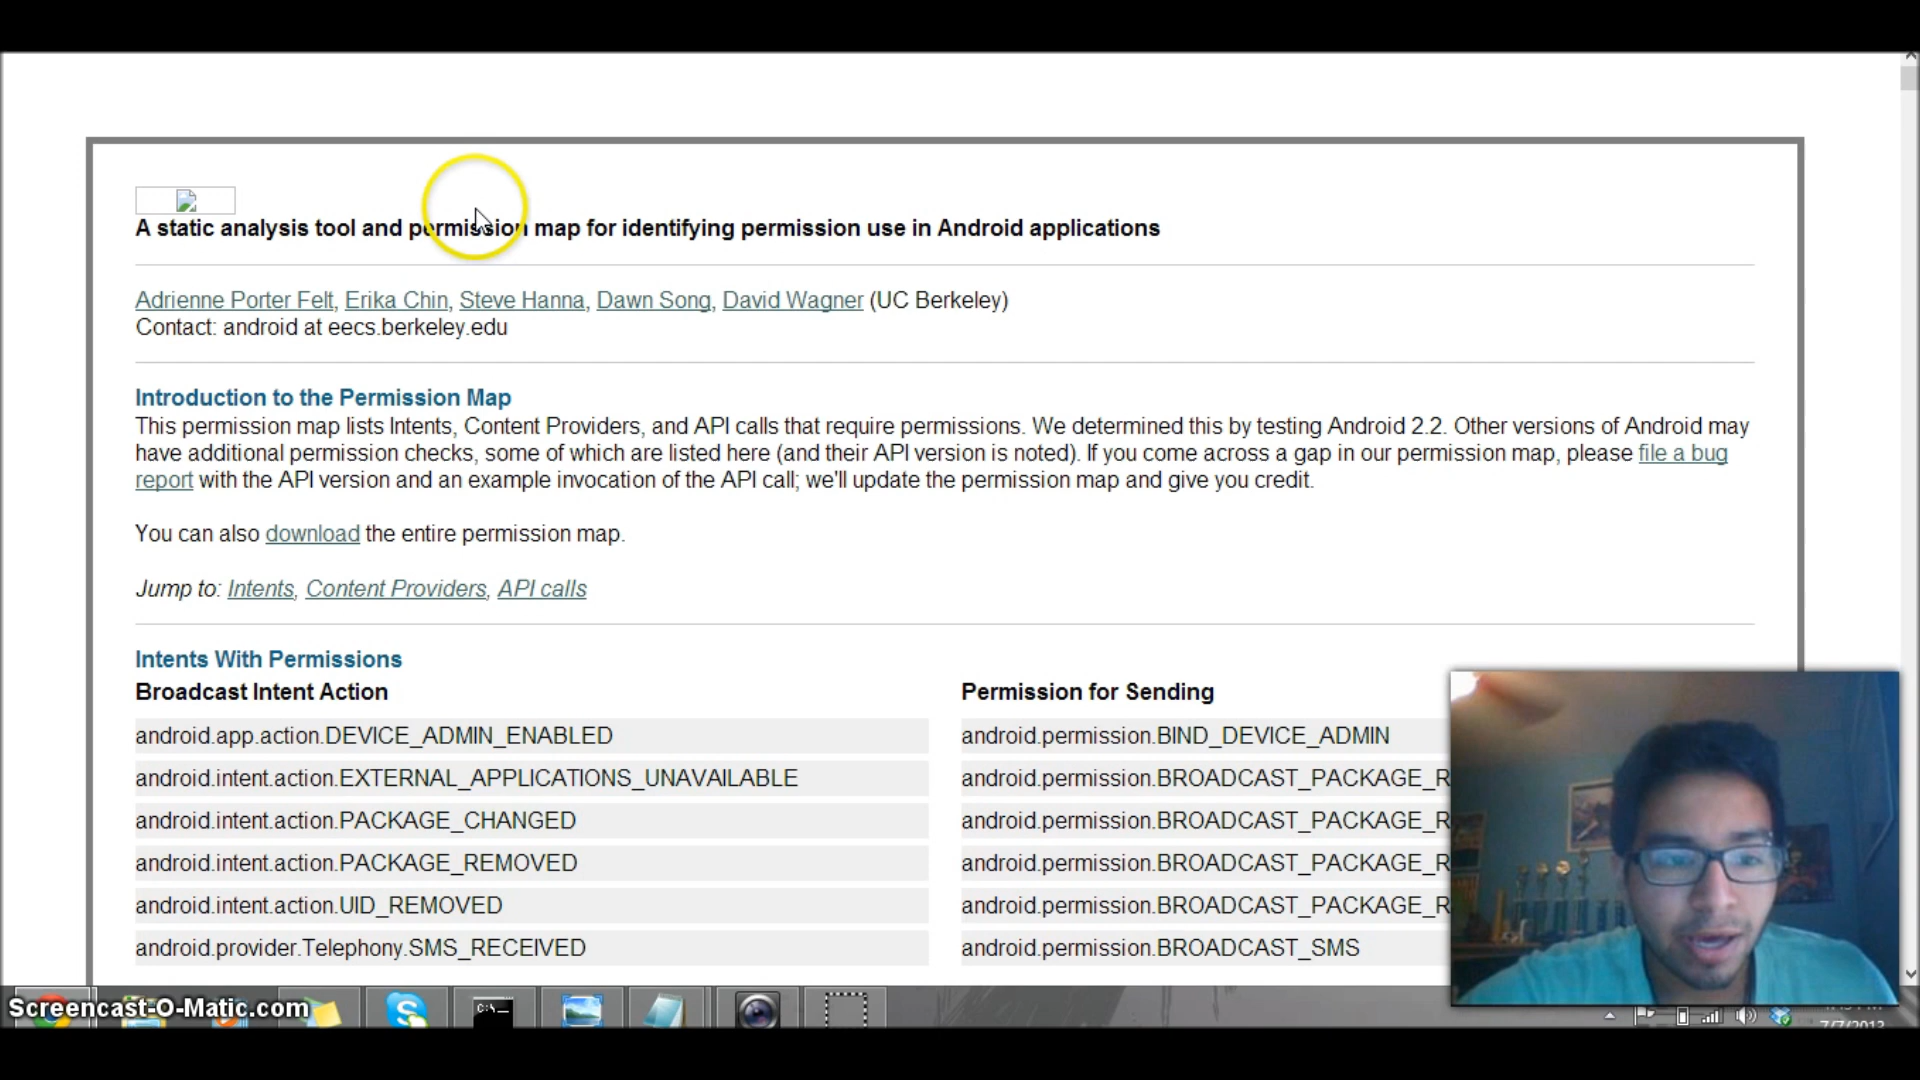 A static analysis tool and permission map for identifying permission use in Android applications
Adrienne Porter Felt, Erika Chin, Steve Hanna, Dawn Song, David Wagner (UC Berkeley)
Contact: android at eecs.berkeley.edu
Introduction to the Permission Map
This permission map lists Intents, Content Providers, and API calls that require permissions. We determined this by testing Android 2.2. Other versions of Android may
have additional permission checks, some of which are listed here (and their API version is noted). If you come across a gap in our permission map, please file a bug
report with the API version and an example invocation of the API call; we'll update the permission map and give you credit.
You can also download the entire permission map.
Jump to: Intents, Content Providers, API calls
Intents With Permissions
Broadcast Intent Action Permission for Sending
android.app.action.DEVICE_ADMIN_ENABLED android.permission.BIND_DEVICE_ADMIN
android.intent.action.EXTERNAL_APPLICATIONS_UNAVAILABLE android.permission.BROADCAST_PACKAGE_R
android.intent.action.PACKAGE_CHANGED android.permission.BROADCAST_PACKAGE_R
android.intent.action.PACKAGE_REMOVED android.permission.BROADCAST_PACKAGE_R
android.intent.action.UID_REMOVED android.permission.BROADCAST_PACKAGE_R
android.provider.Telephony.SMS_RECEIVED android.permission.BROADCAST_SMS
Screencast-O-Matic.com
C:\._
7/7/2013